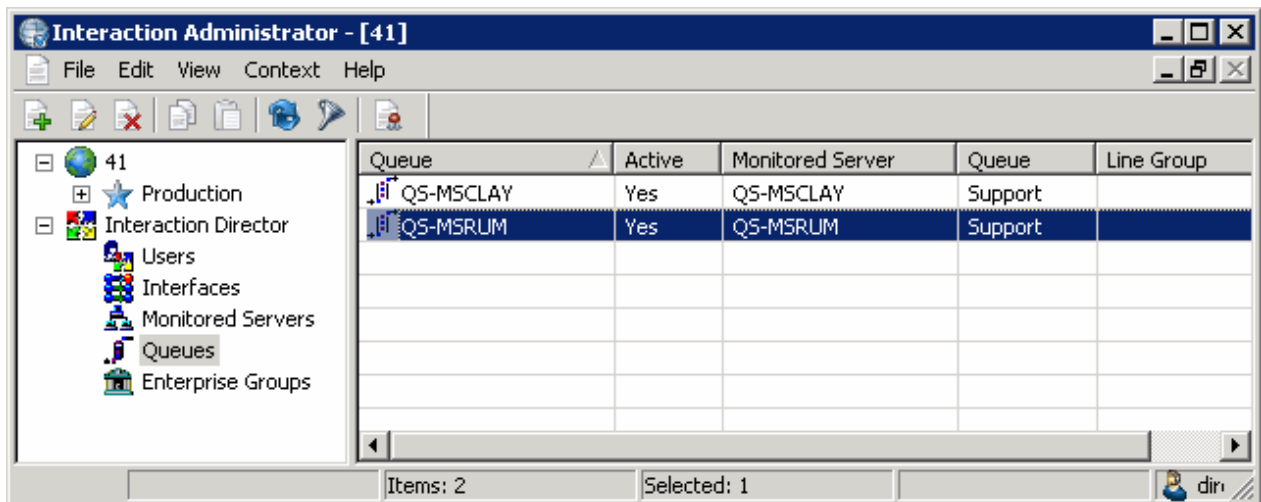 Interaction Administrator - [41]
File Edit View Context Help
41
Production
Interaction Director
Users
Interfaces
Monitored Servers
Queues
Enterprise Groups
Queue Active Monitored Server Queue Line Group
QS-MSCLAY Yes QS-MSCLAY Support
QS-MSRUM Yes QS-MSRUM Support
Items: 2 Selected: 1